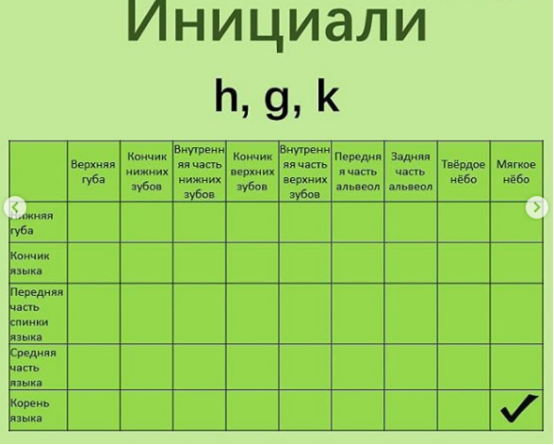 Инициали
h, g, k
Верхняя
губа
Кончик
нижних
зубов
Внутренн
яя часть
нижних
зубов
Кончик
верхних
зубов
Внутренн
яя часть
верхних
зубов
Передня
я часть
альвеол
Задняя
часть
альвеол
Твёрдое
нёбо
Мягкое
нёбо
Нижняя
губа
Кончик
языка
Передняя
часть
спинки
языка
Средняя
часть
языка
Корень
языка